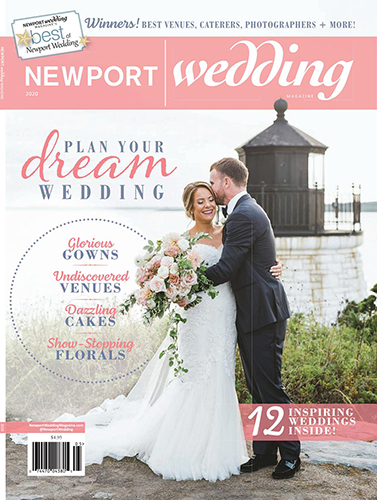 NEWPORT wedding
MAGAZINE'S
best of
Newport Wedding
Winners! BEST VENUES, CATERERS, PHOTOGRAPHERS + MORE!
NEWPORT wedding
2020
MAGAZINE
PLAN YOUR
dream
WEDDING
Glorious
GOWNS
Undiscovered
VENUES
Dazzling
CAKES
Show-Stopping
FLORALS
12 INSPIRING
WEDDINGS
INSIDE!
NewportWeddingMagazine.com
@NewportWedding
$4.95